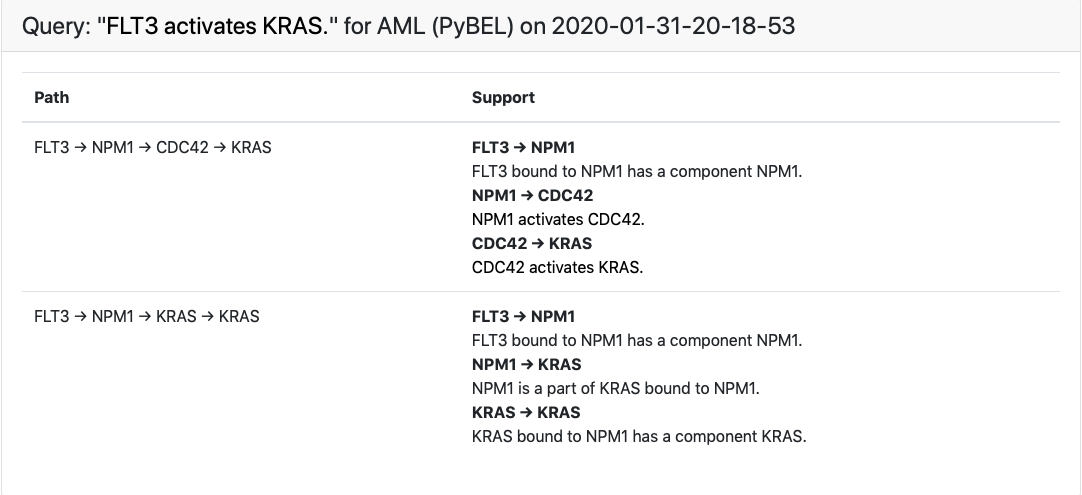 Query: "FLT3 activates KRAS." for AML (PyBEL) on 2020-01-31-20-18-53
Path Support
FLT3 → NPM1 → CDC42 → KRAS
FLT3 → NPM1
FLT3 bound to NPM1 has a component NPM1.
NPM1 → CDC42
NPM1 activates CDC42.
CDC42 → KRAS
CDC42 activates KRAS.
FLT3 → NPM1 → KRAS → KRAS
FLT3 → NPM1
FLT3 bound to NPM1 has a component NPM1.
NPM1 → KRAS
NPM1 is a part of KRAS bound to NPM1.
KRAS → KRAS
KRAS bound to NPM1 has a component KRAS.